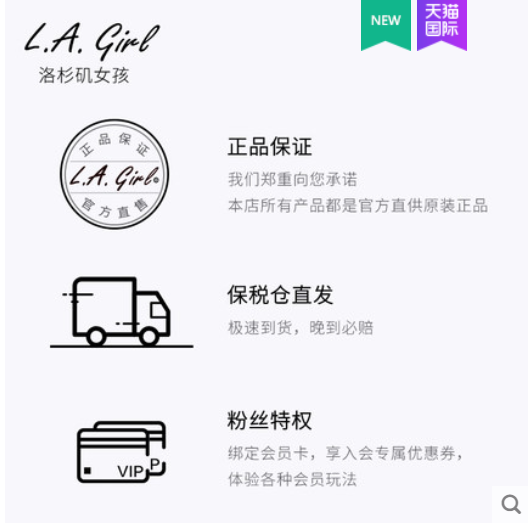 L.A. Girl
洛杉矶女孩
NEW
天猫
国际
正品保证
L.A. Girl
官方直售
正品保证
我们郑重向您承诺
本店所有产品都是官方直供原装正品
保税仓直发
极速到货，晚到必赔
VIP
P
粉丝特权
绑定会员卡，享入会专属优惠券，
体验各种会员玩法